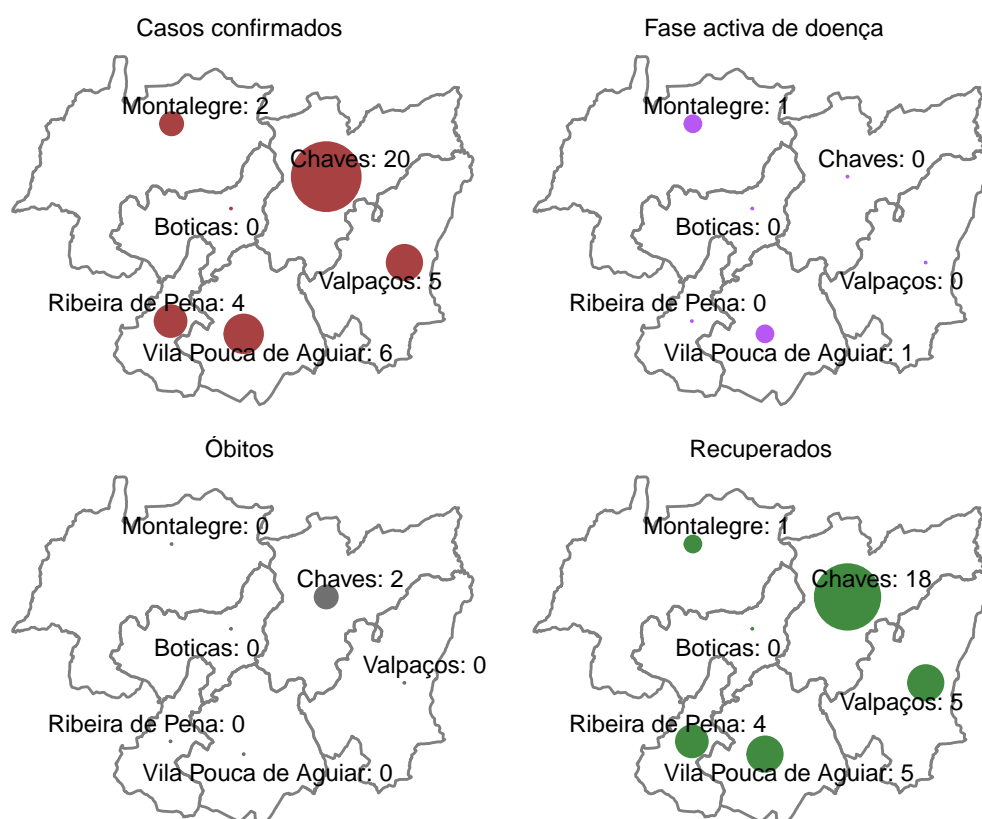 Casos confirmados
Montalegre: 2
Chaves: 20
Boticas: 0
Valpaços: 5
Ribeira de Pena: 4
Vila Pouca de Aguiar: 6
Fase activa de doença
Montalegre: 1
Chaves: 0
Boticas: 0
Valpaços: 0
Ribeira de Pena: 0
Vila Pouca de Aguiar: 1
Óbitos
Montalegre: 0
Chaves: 2
Boticas: 0
Valpaços: 0
Ribeira de Pena: 0
Vila Pouca de Aguiar: 0
Recuperados
Montalegre: 1
Chaves: 18
Boticas: 0
Valpaços: 5
Ribeira de Pena: 4
Vila Pouca de Aguiar: 5